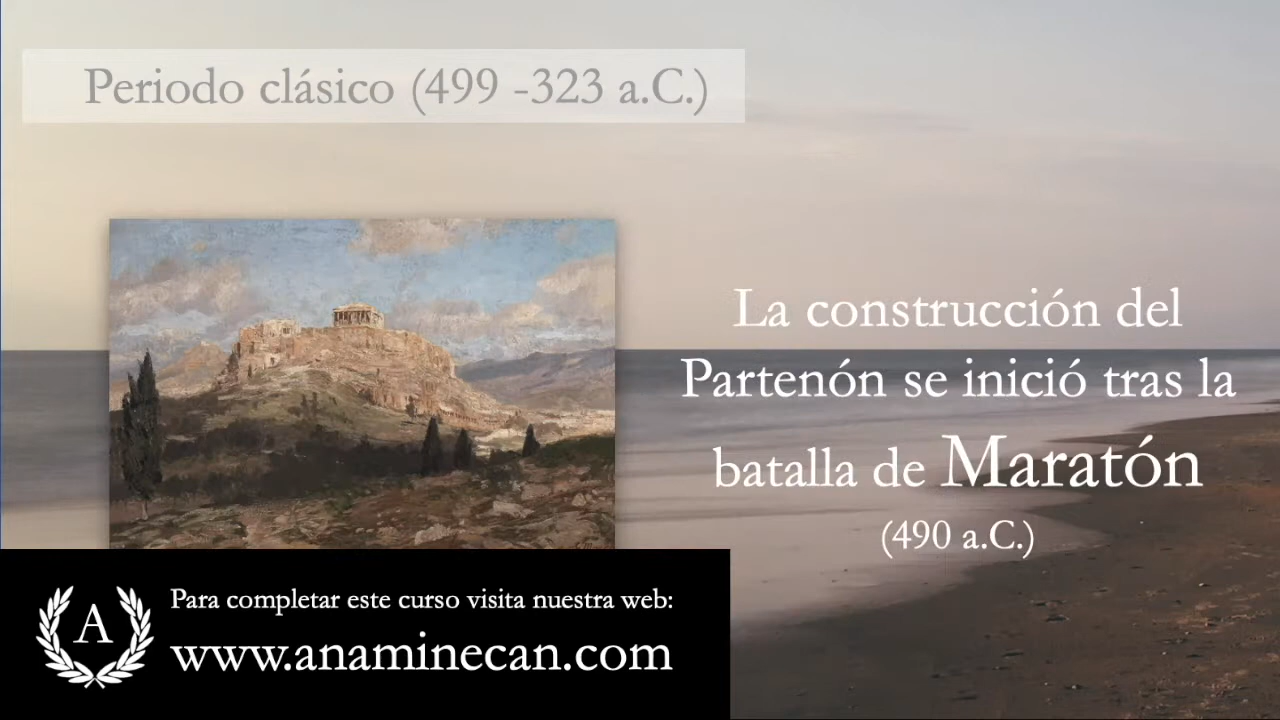 Periodo clásico (499 -323 a.C.)
La construcción del
Partenón se inició tras la
batalla de Maratón
(490 a.C.)
A
Para completar este curso visita nuestra web:
www.anaminecan.com